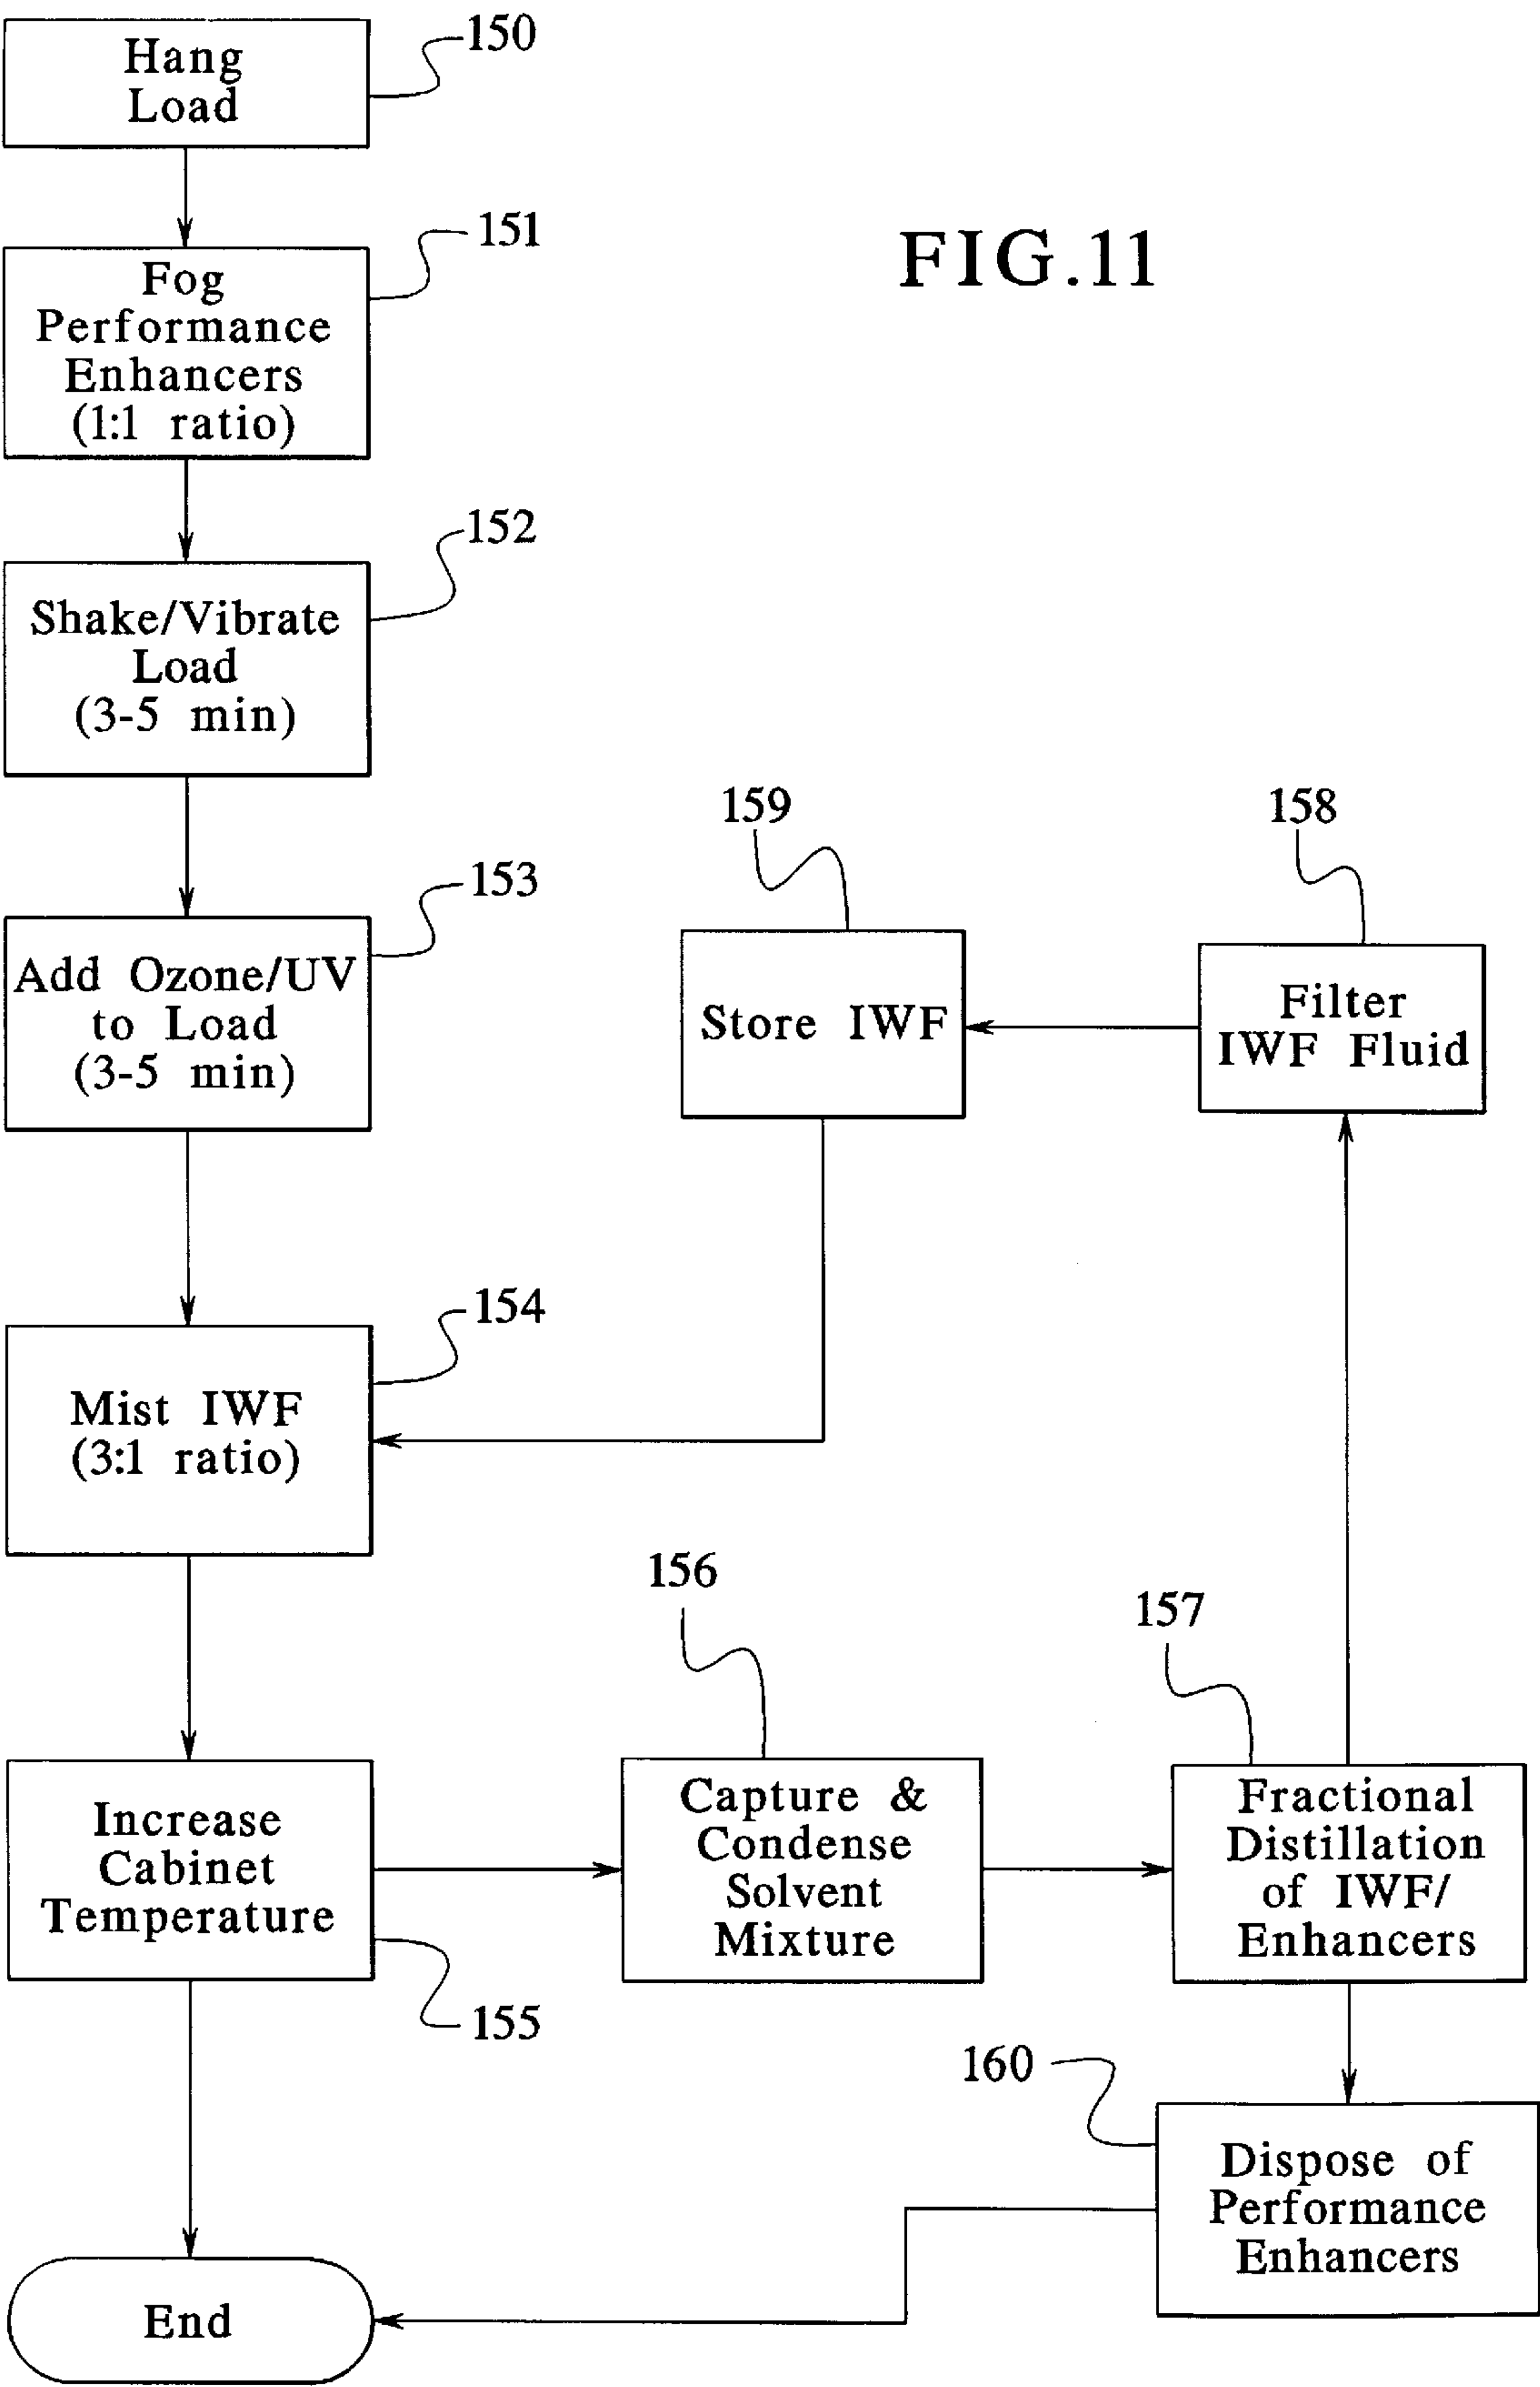 150
Hang
Load
151
FIG.11
Fog
Performance
Enhancers
(1:1 ratio)
152
Shake/Vibrate
Load
(3-5 min)
153
Add Ozone/UV
to Load
(3-5 min)
159
158
Store IWF
Filter
IWF Fluid
154
Mist IWF
(3:1 ratio)
156
157
Increase
Cabinet
Temperature
155
Capture &
Condense
Solvent
Mixture
Fractional
Distillation
of IWF/
Enhancers
160
Dispose of
Performance
Enhancers
End